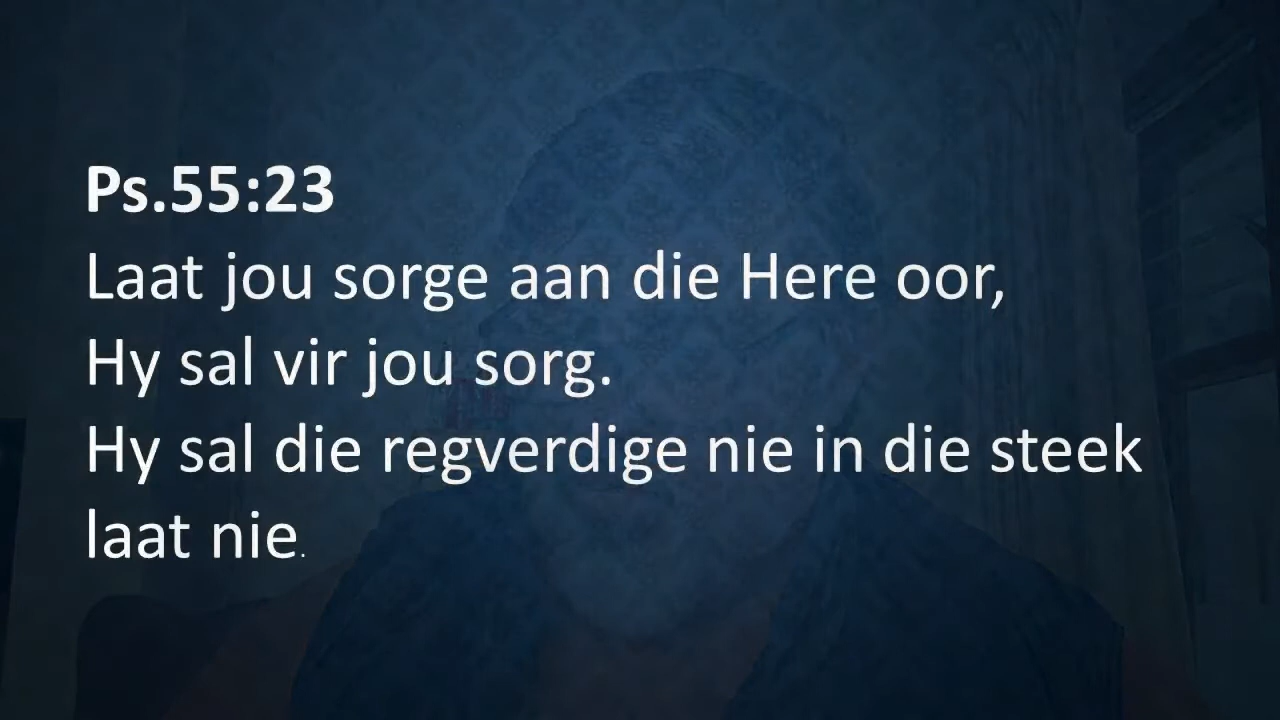 Ps.55:23
Laat jou sorge aan die Here oor,
Hy sal vir jou sorg.
Hy sal die regverdige nie in die steek
laat nie.